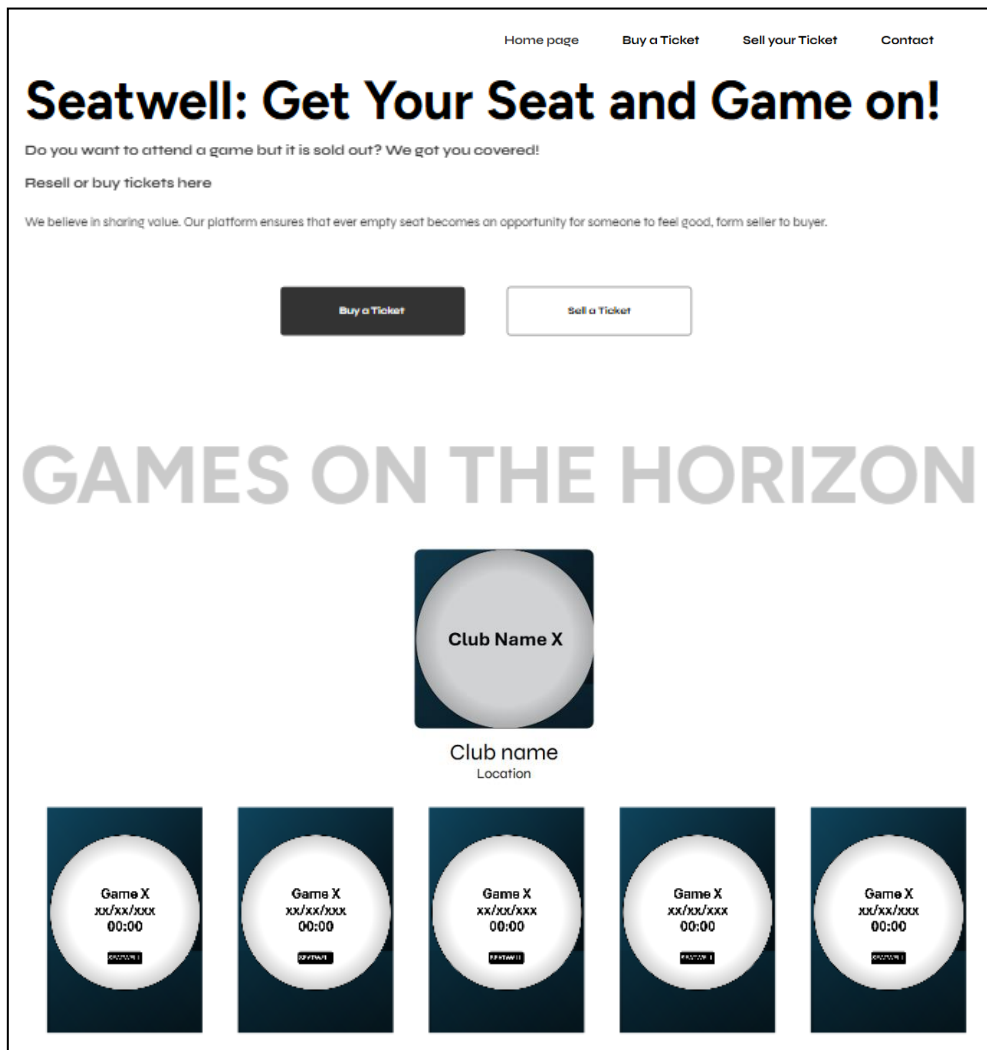 Home page Buy a Ticket Sell your Ticket Contact
Seatwell: Get Your Seat and Game on!
Do you want to attend a game but it is sold out? We got you covered!
Resell or buy tickets here
We believe in sharing value. Our platform ensures that ever empty seat becomes an opportunity for someone to feel good, form seller to buyer.
Buy a Ticket Sell a Ticket
GAMES ON THE HORIZON
Club Name X
Club name
Location
Game X Game X Game X Game X Game X
xx/xx/xxx xx/xx/xxx xx/xx/xxx xx/xx/xxx xx/xx/xxx
00:00 00:00 00:00 00:00 00:00
SEATWELL SEATWELL SEATWELL SEATWELL SEATWELL